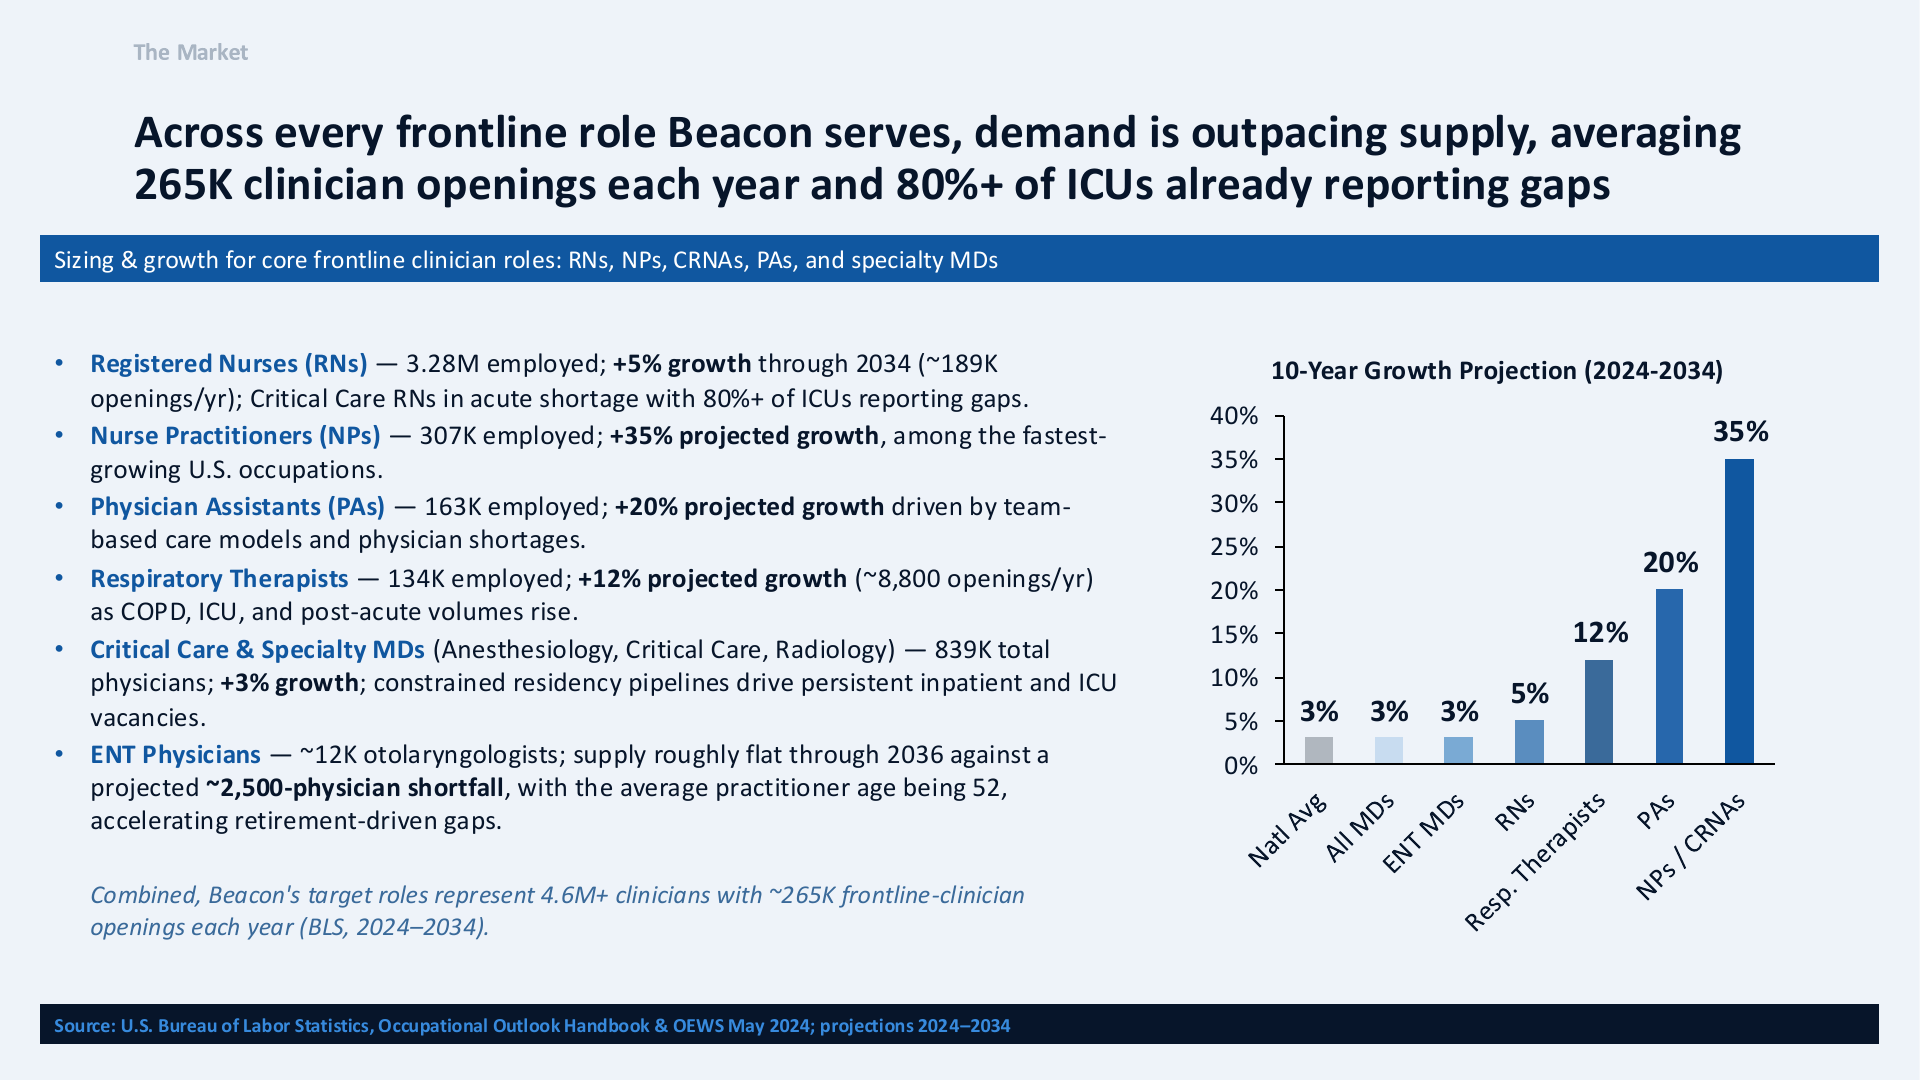 The Market
Across every frontline role Beacon serves, demand is outpacing supply, averaging
265K clinician openings each year and 80%+ of ICUs already reporting gaps
Sizing & growth for core frontline clinician roles: RNs, NPs, CRNAs, PAs, and specialty MDs
• Registered Nurses (RNs) — 3.28M employed; +5% growth through 2034 (~189K
openings/yr); Critical Care RNs in acute shortage with 80%+ of ICUs reporting gaps.
• Nurse Practitioners (NPs) — 307K employed; +35% projected growth, among the fastest-
growing U.S. occupations.
• Physician Assistants (PAs) — 163K employed; +20% projected growth driven by team-
based care models and physician shortages.
• Respiratory Therapists — 134K employed; +12% projected growth (~8,800 openings/yr)
as COPD, ICU, and post-acute volumes rise.
• Critical Care & Specialty MDs (Anesthesiology, Critical Care, Radiology) — 839K total
physicians; +3% growth; constrained residency pipelines drive persistent inpatient and ICU
vacancies.
• ENT Physicians — ~12K otolaryngologists; supply roughly flat through 2036 against a
projected ~2,500-physician shortfall, with the average practitioner age being 52,
accelerating retirement-driven gaps.
Combined, Beacon's target roles represent 4.6M+ clinicians with ~265K frontline-clinician
openings each year (BLS, 2024–2034).
10-Year Growth Projection (2024-2034)
40%
35%
30%
25%
20%
15%
10%
5%
0%
3%
3%
3%
5%
12%
20%
35%
Natl Avg
All MDs
ENT MDs
RNs
Resp. Therapists
PAs
NPs / CRNAs
Source: U.S. Bureau of Labor Statistics, Occupational Outlook Handbook & OEWS May 2024; projections 2024–2034